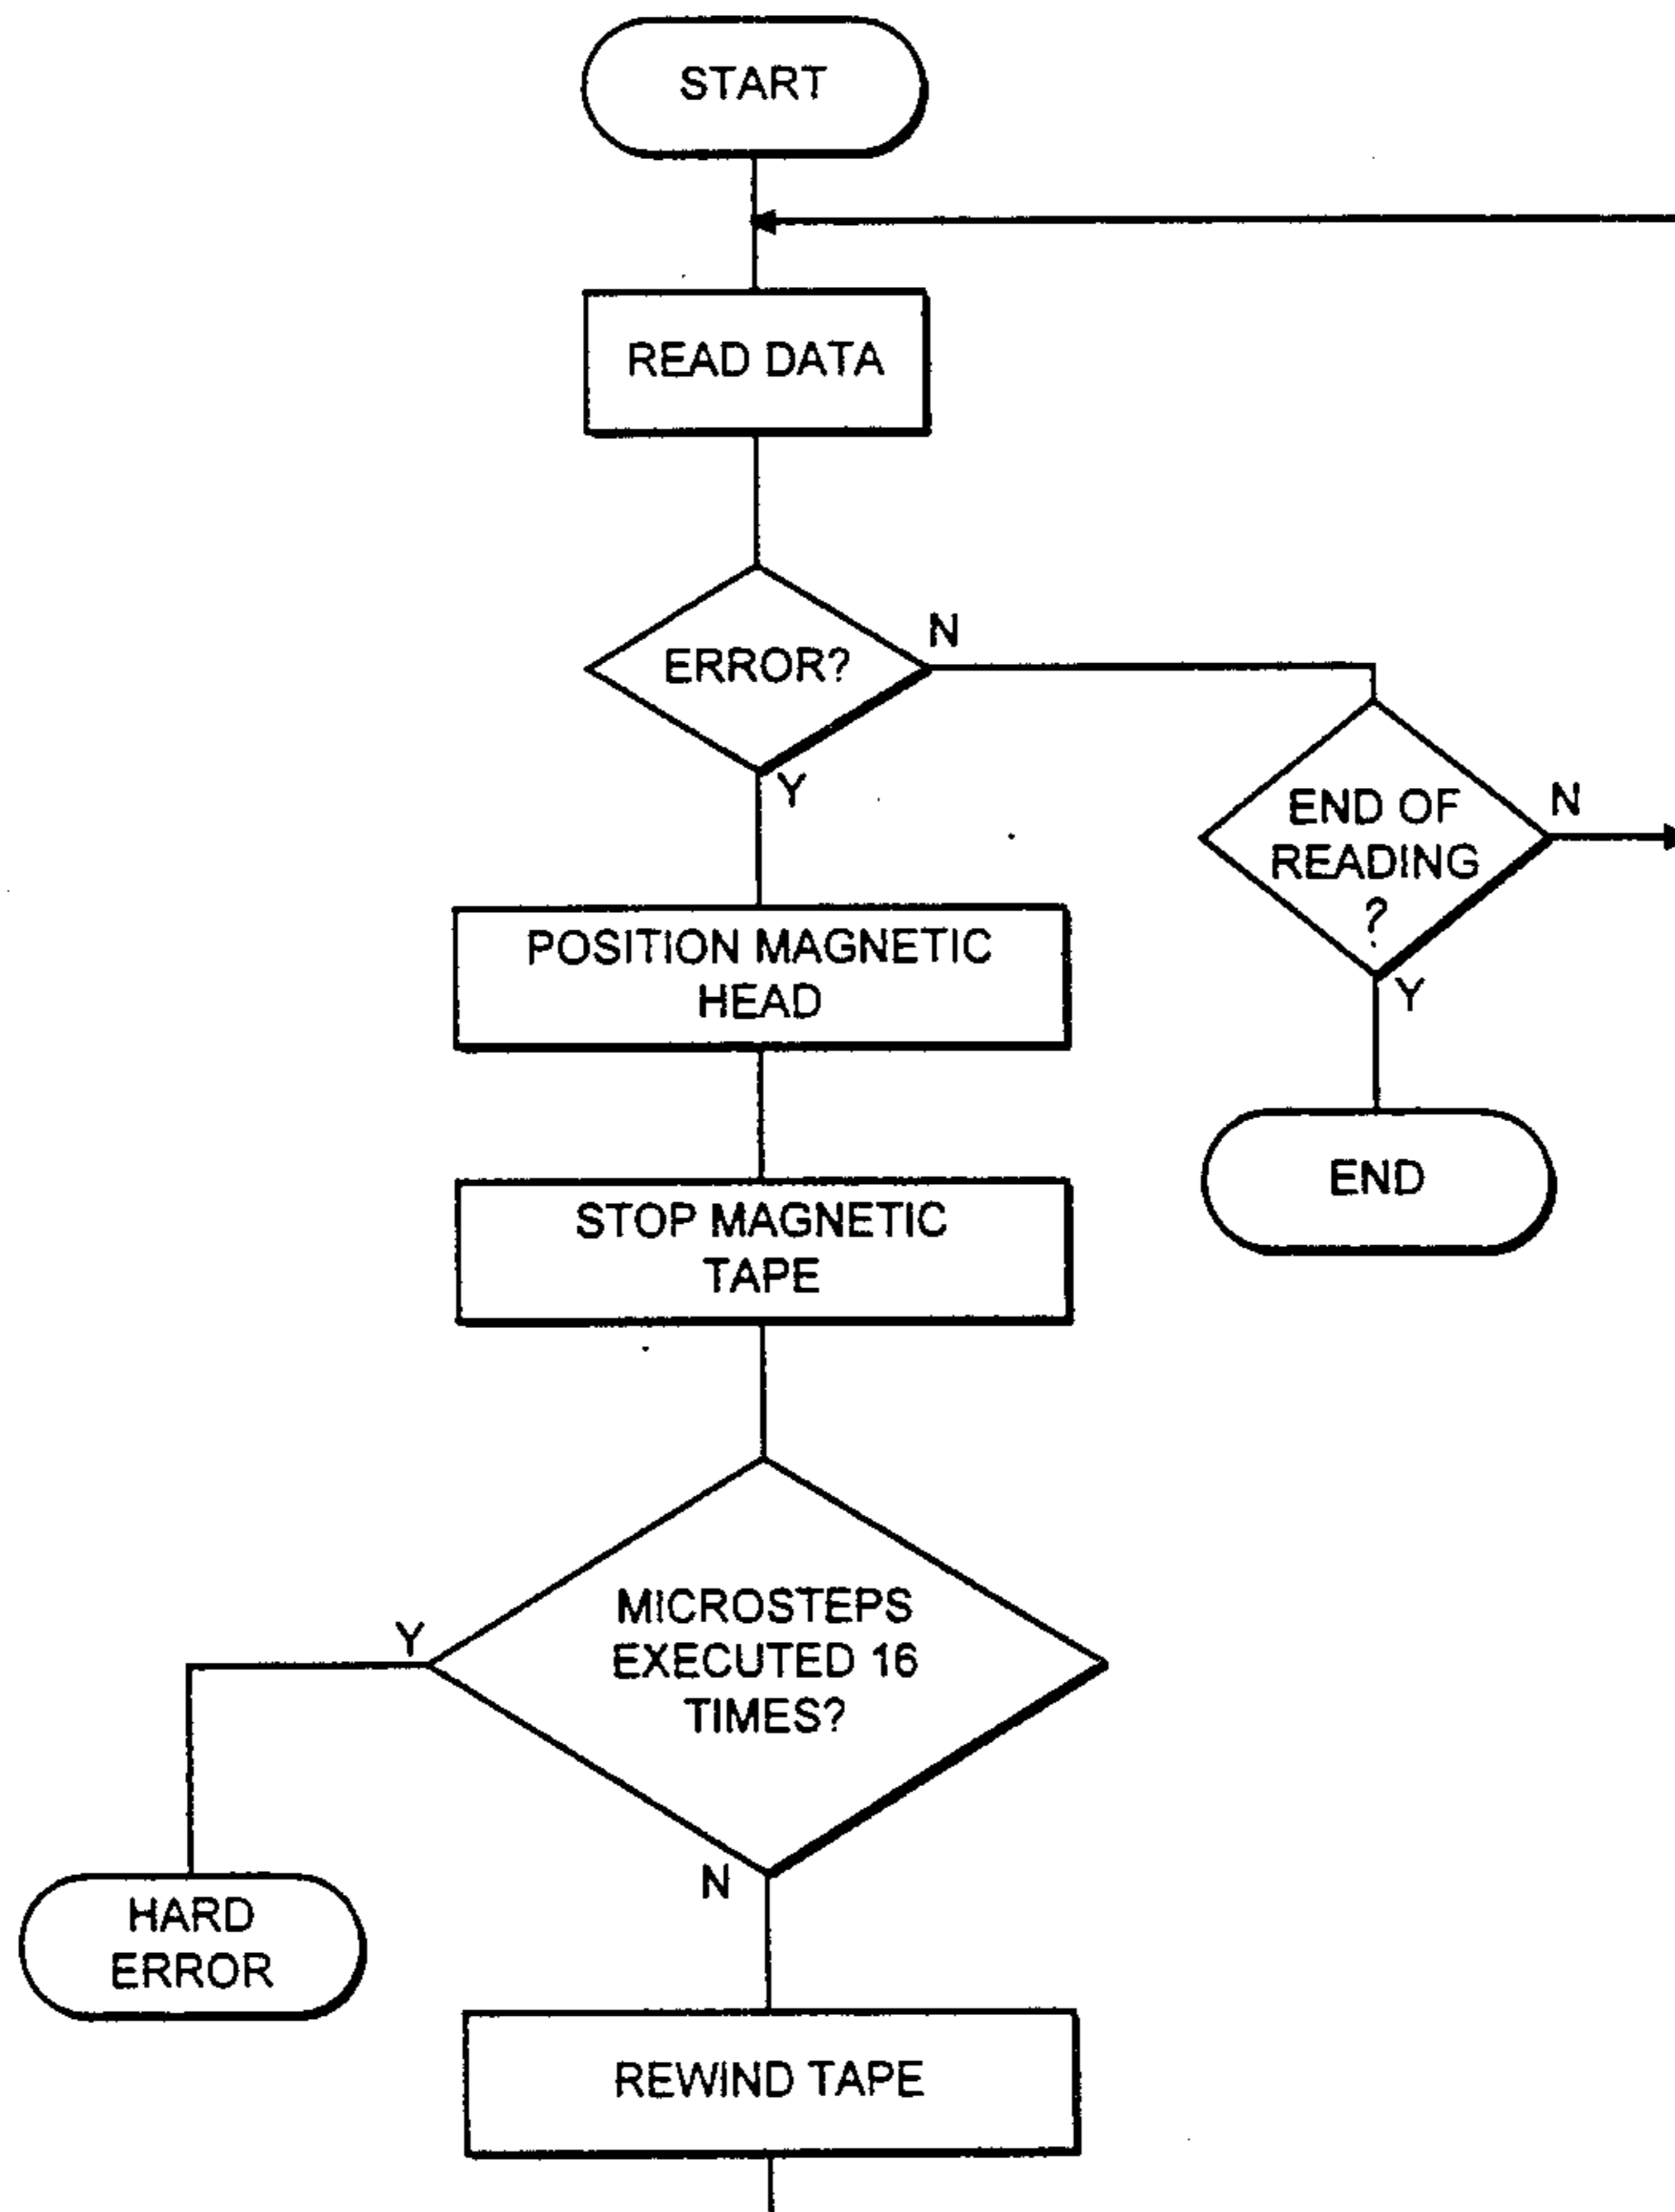 START
READ DATA
ERROR?
N
Y
END OF
READING
?
N
Y
POSITION MAGNETIC
HEAD
END
STOP MAGNETIC
TAPE
MICROSTEPS
EXECUTED 16
TIMES?
Y
N
HARD
ERROR
REWIND TAPE